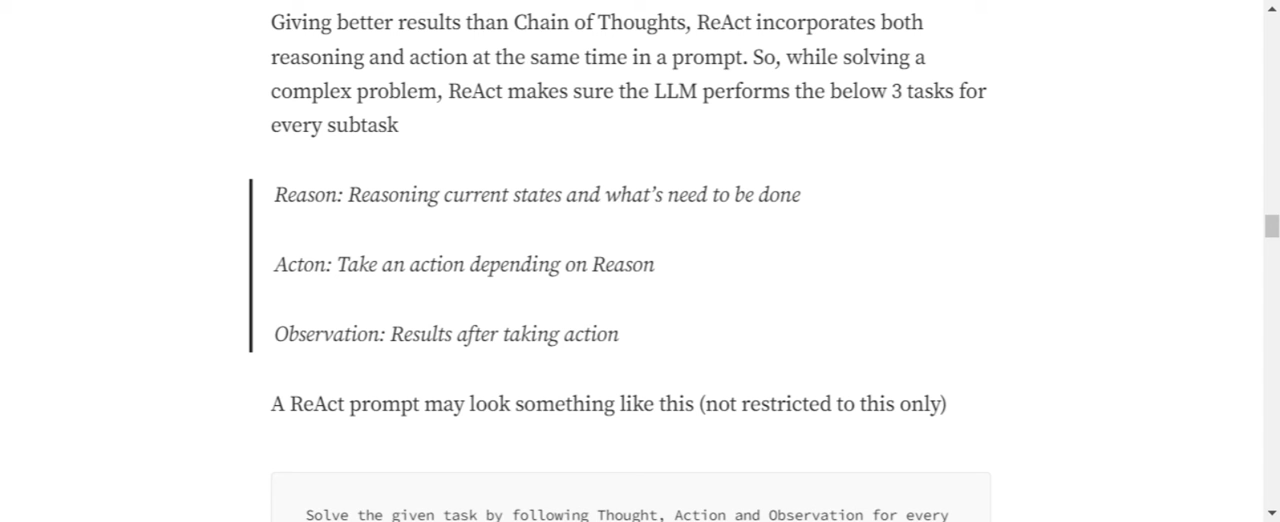 Giving better results than Chain of Thoughts, ReAct incorporates both
reasoning and action at the same time in a prompt. So, while solving a
complex problem, ReAct makes sure the LLM performs the below 3 tasks for
every subtask
Reason: Reasoning current states and what’s need to be done
Acton: Take an action depending on Reason
Observation: Results after taking action
A ReAct prompt may look something like this (not restricted to this only)
Solve the given task by following Thought, Action and Observation for every